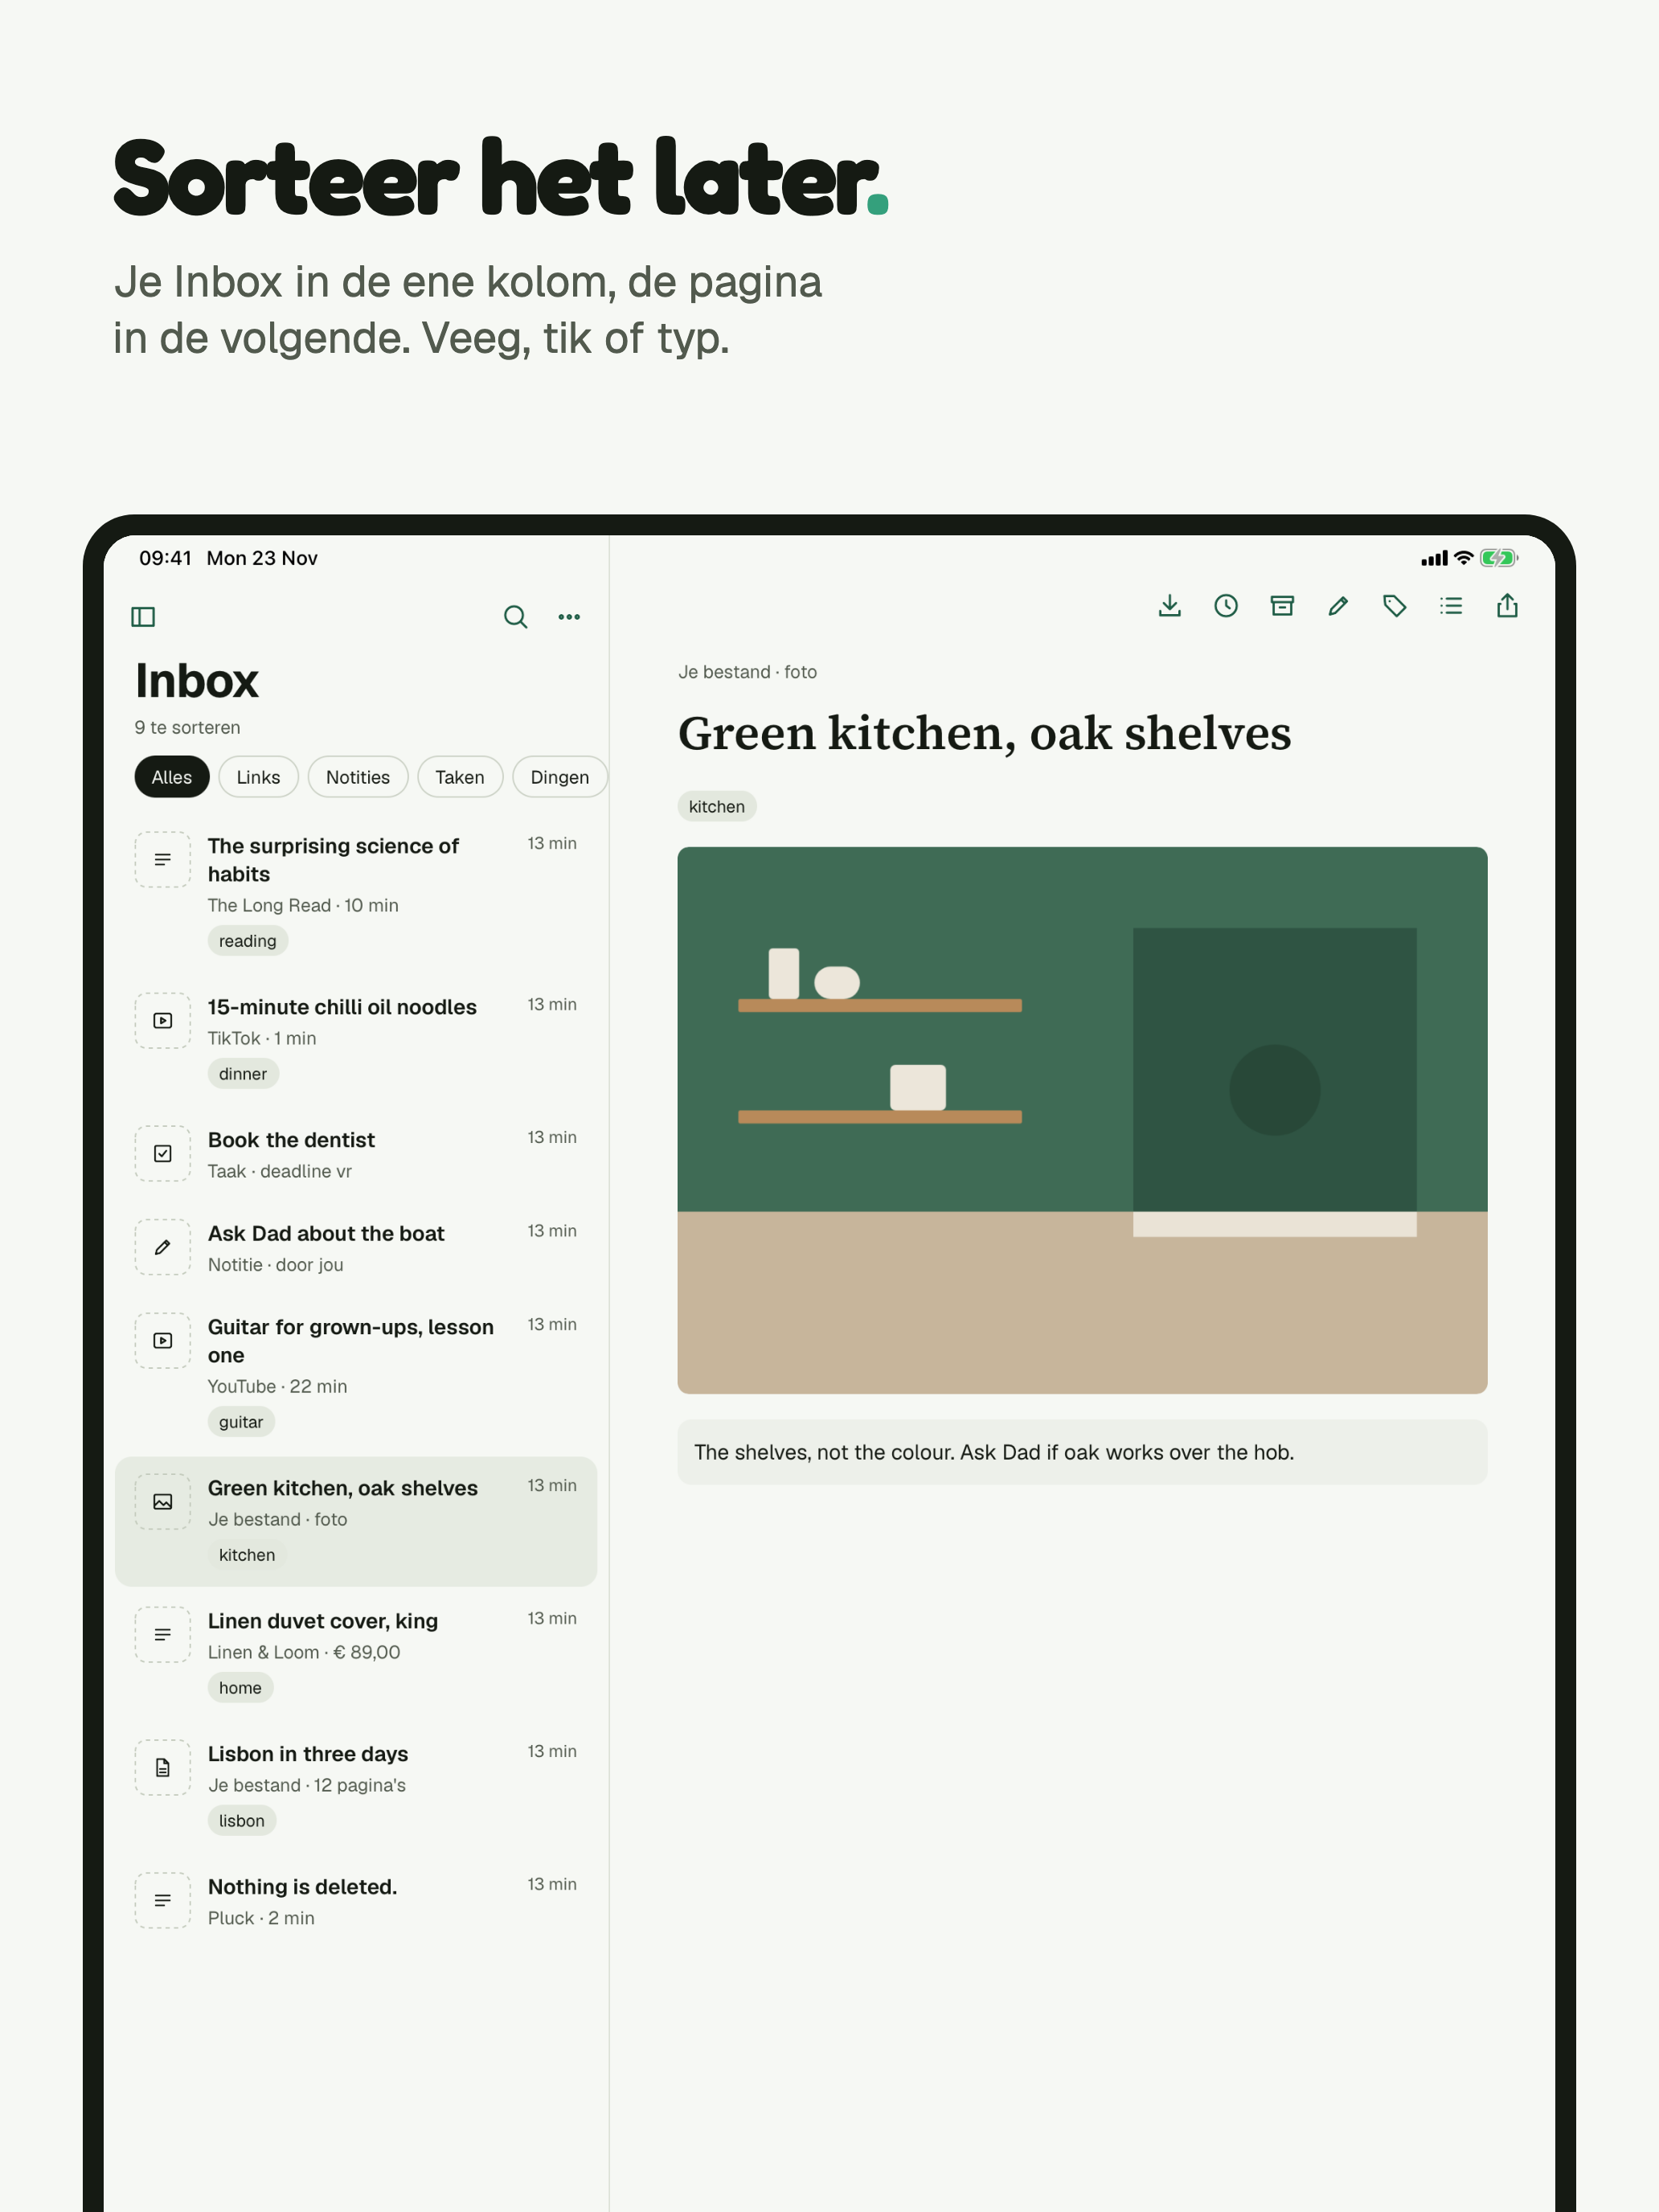 Sorteer het later.
Je Inbox in de ene kolom, de pagina
in de volgende. Veeg, tik of typ.
09:41 Mon 23 Nov
Inbox
9 te sorteren
Alles Links Notities Taken Dingen
The surprising science of
habits
13 min
The Long Read · 10 min
reading
15-minute chilli oil noodles
13 min
TikTok · 1 min
dinner
Book the dentist
13 min
Taak · deadline vr
Ask Dad about the boat
13 min
Notitie · door jou
Guitar for grown-ups, lesson
one
13 min
YouTube · 22 min
guitar
Green kitchen, oak shelves
13 min
Je bestand · foto
kitchen
Linen duvet cover, king
13 min
Linen & Loom · € 89,00
home
Lisbon in three days
13 min
Je bestand · 12 pagina's
lisbon
Nothing is deleted.
13 min
Pluck · 2 min
Je bestand · foto
Green kitchen, oak shelves
kitchen
The shelves, not the colour. Ask Dad if oak works over the hob.